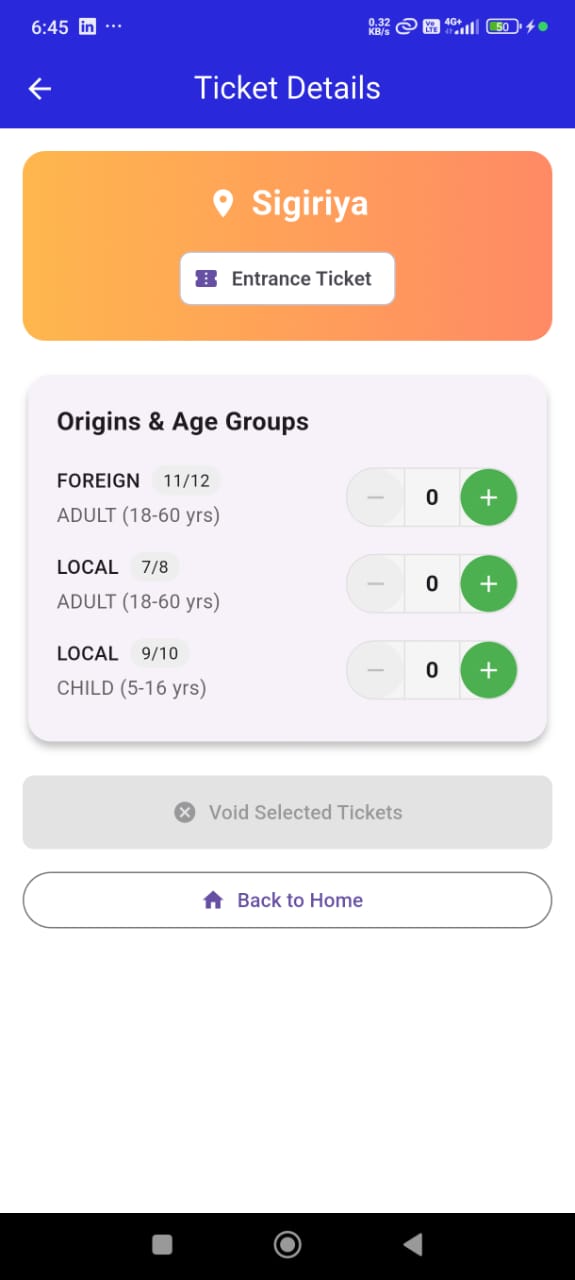 6:45 in ...
0.32 KB/s Vo LTE 4G+ 50
Ticket Details
Sigiriya
Entrance Ticket
Origins & Age Groups
FOREIGN 11/12
ADULT (18-60 yrs)
− 0 +
LOCAL 7/8
ADULT (18-60 yrs)
− 0 +
LOCAL 9/10
CHILD (5-16 yrs)
− 0 +
Void Selected Tickets
Back to Home